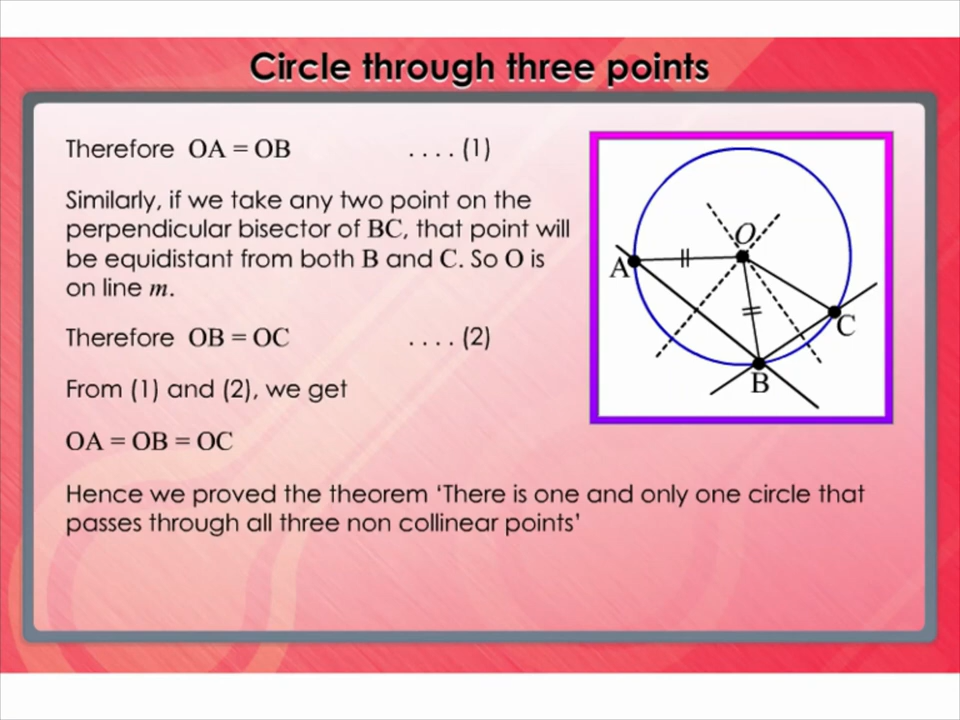 Circle through three points
Therefore OA = OB . . . . (1)
Similarly, if we take any two point on the
perpendicular bisector of BC, that point will
be equidistant from both B and C. So O is
on line m.
Therefore OB = OC . . . . (2)
From (1) and (2), we get
OA = OB = OC
Hence we proved the theorem ‘There is one and only one circle that
passes through all three non collinear points’
O
A
C
B